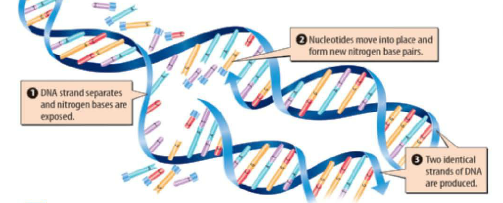 1 DNA strand separates
and nitrogen bases are
exposed.
2 Nucleotides move into place and
form new nitrogen base pairs.
3 Two identical
strands of DNA
are produced.